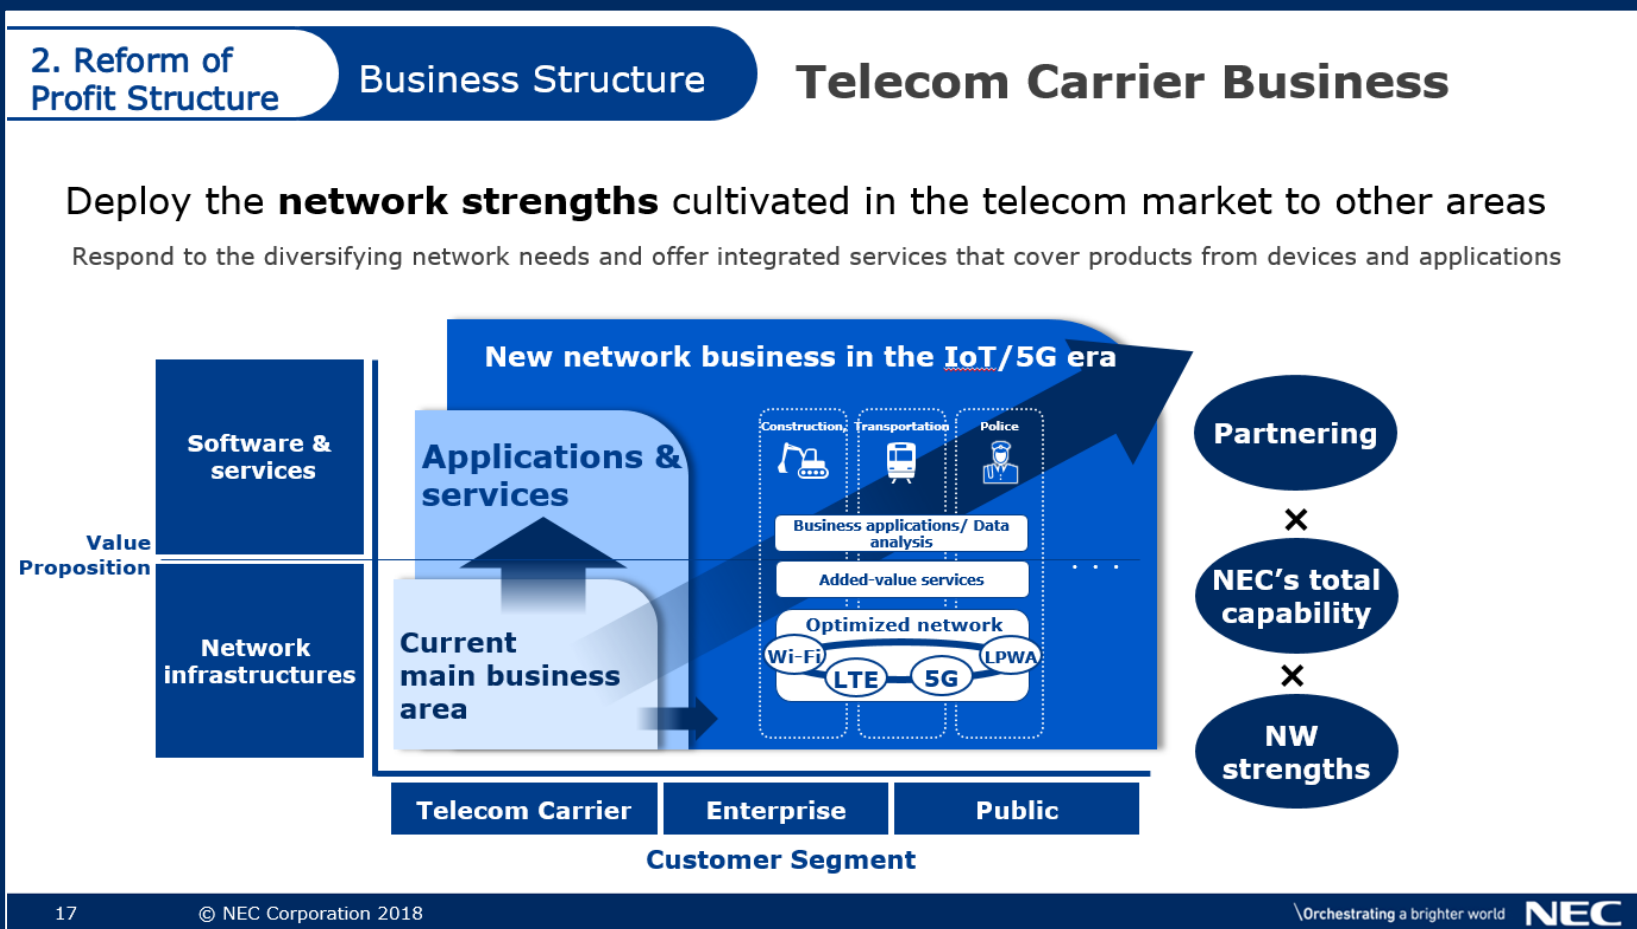 2. Reform of
Profit Structure
Business Structure
Telecom Carrier Business
Deploy the network strengths cultivated in the telecom market to other areas
Respond to the diversifying network needs and offer integrated services that cover products from devices and applications
New network business in the IoT/5G era
Software &
services
Value
Proposition
Network
infrastructures
Applications &
services
Current
main business
area
Construction,
Transportation
Police
Business applications/ Data
analysis
Added-value services
Optimized network
Wi-Fi
LTE
5G
LPWA
. . .
Partnering
×
NEC's total
capability
×
NW
strengths
Telecom Carrier
Enterprise
Public
Customer Segment
17
© NEC Corporation 2018
\Orchestrating a brighter world
NEC